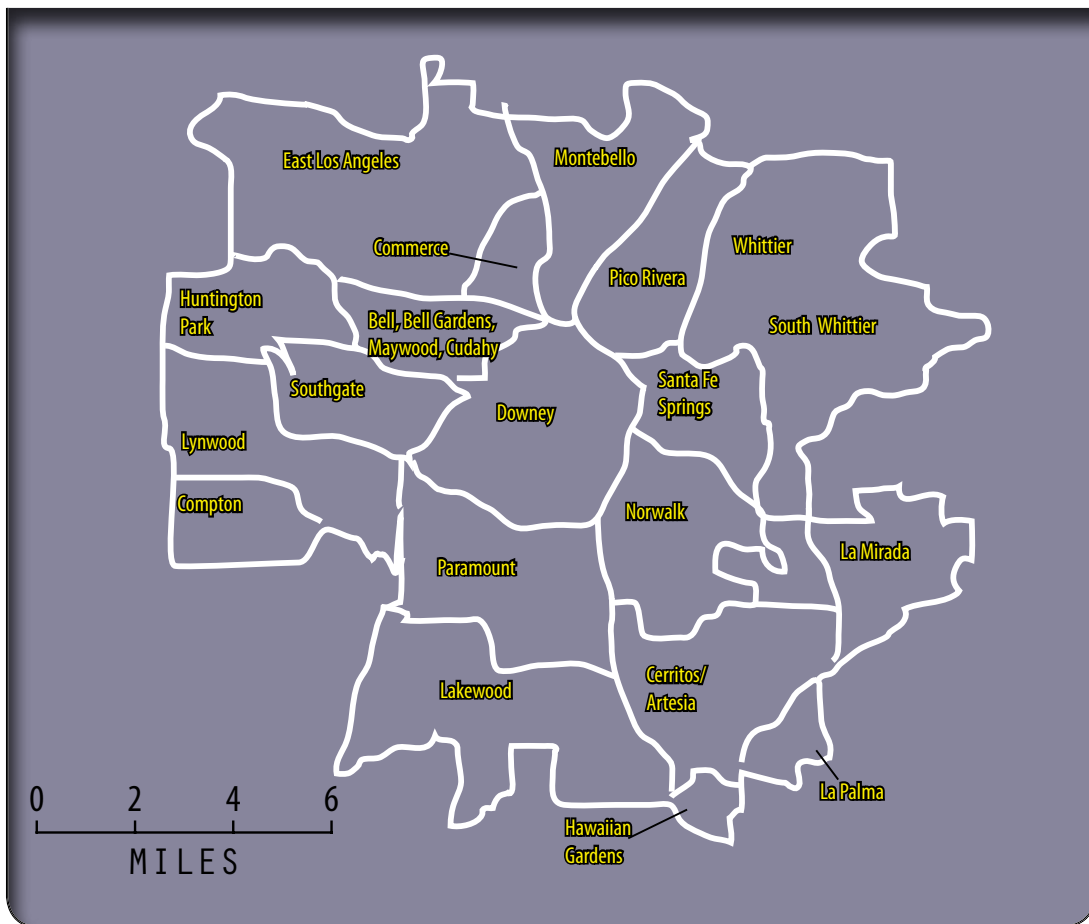 East Los Angeles
Montebello
Commerce
Whittier
Pico Rivera
Huntington
Park
Bell, Bell Gardens,
Maywood, Cudahy
South Whittier
Southgate
Santa Fe
Springs
Downey
Lynwood
Compton
Norwalk
La Mirada
Paramount
Cerritos/
Artesia
Lakewood
La Palma
Hawaiian
Gardens
0 2 4 6
MILES